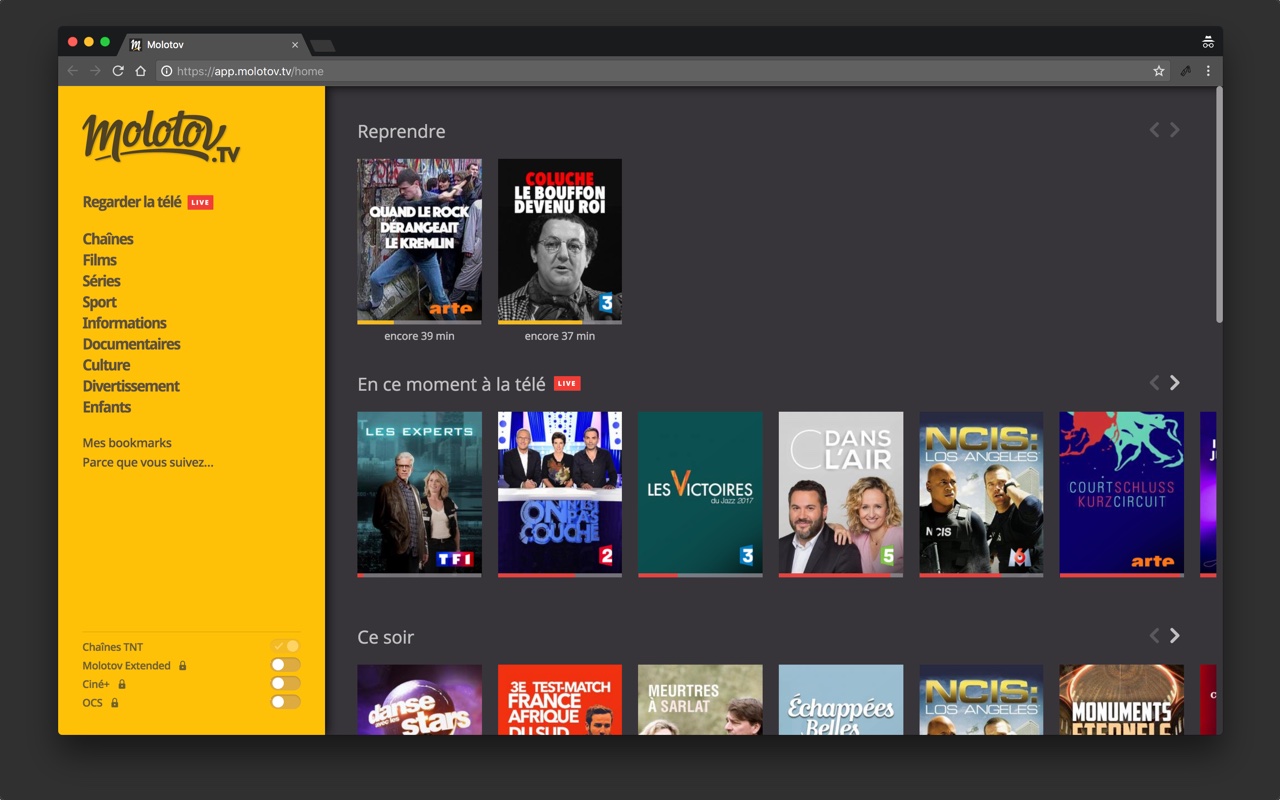 Molotov
https://app.molotov.tv/home
molotov.TV
Regarder la télé LIVE
Chaînes
Films
Séries
Sport
Informations
Documentaires
Culture
Divertissement
Enfants
Mes bookmarks
Parce que vous suivez...
Chaînes TNT
Molotov Extended
Ciné+
OCS
Reprendre
QUAND LE ROCK
DÉRANGEAIT
LE KREMLIN
arte
encore 39 min
COLUCHE
LE BOUFFON
DEVENU ROI
3
encore 37 min
En ce moment à la télé LIVE
LES EXPERTS
TF1
ON
COUCHÉ
2
LES VICTOIRES
du Jazz 2017
3
C DANS
L'AIR
5
NCIS:
LOS ANGELES
NCIS
M6
COURTSCHLUSS
KURZCIRCUIT
arte
Ce soir
danse
avec les
stars
3E TEST-MATCH
FRANCE
AFRIQUE
DU SUD
MEURTRES
À SARLAT
Échappées
Belles
NCIS:
LOS ANGELES
MONUMENTS
ETERNELS